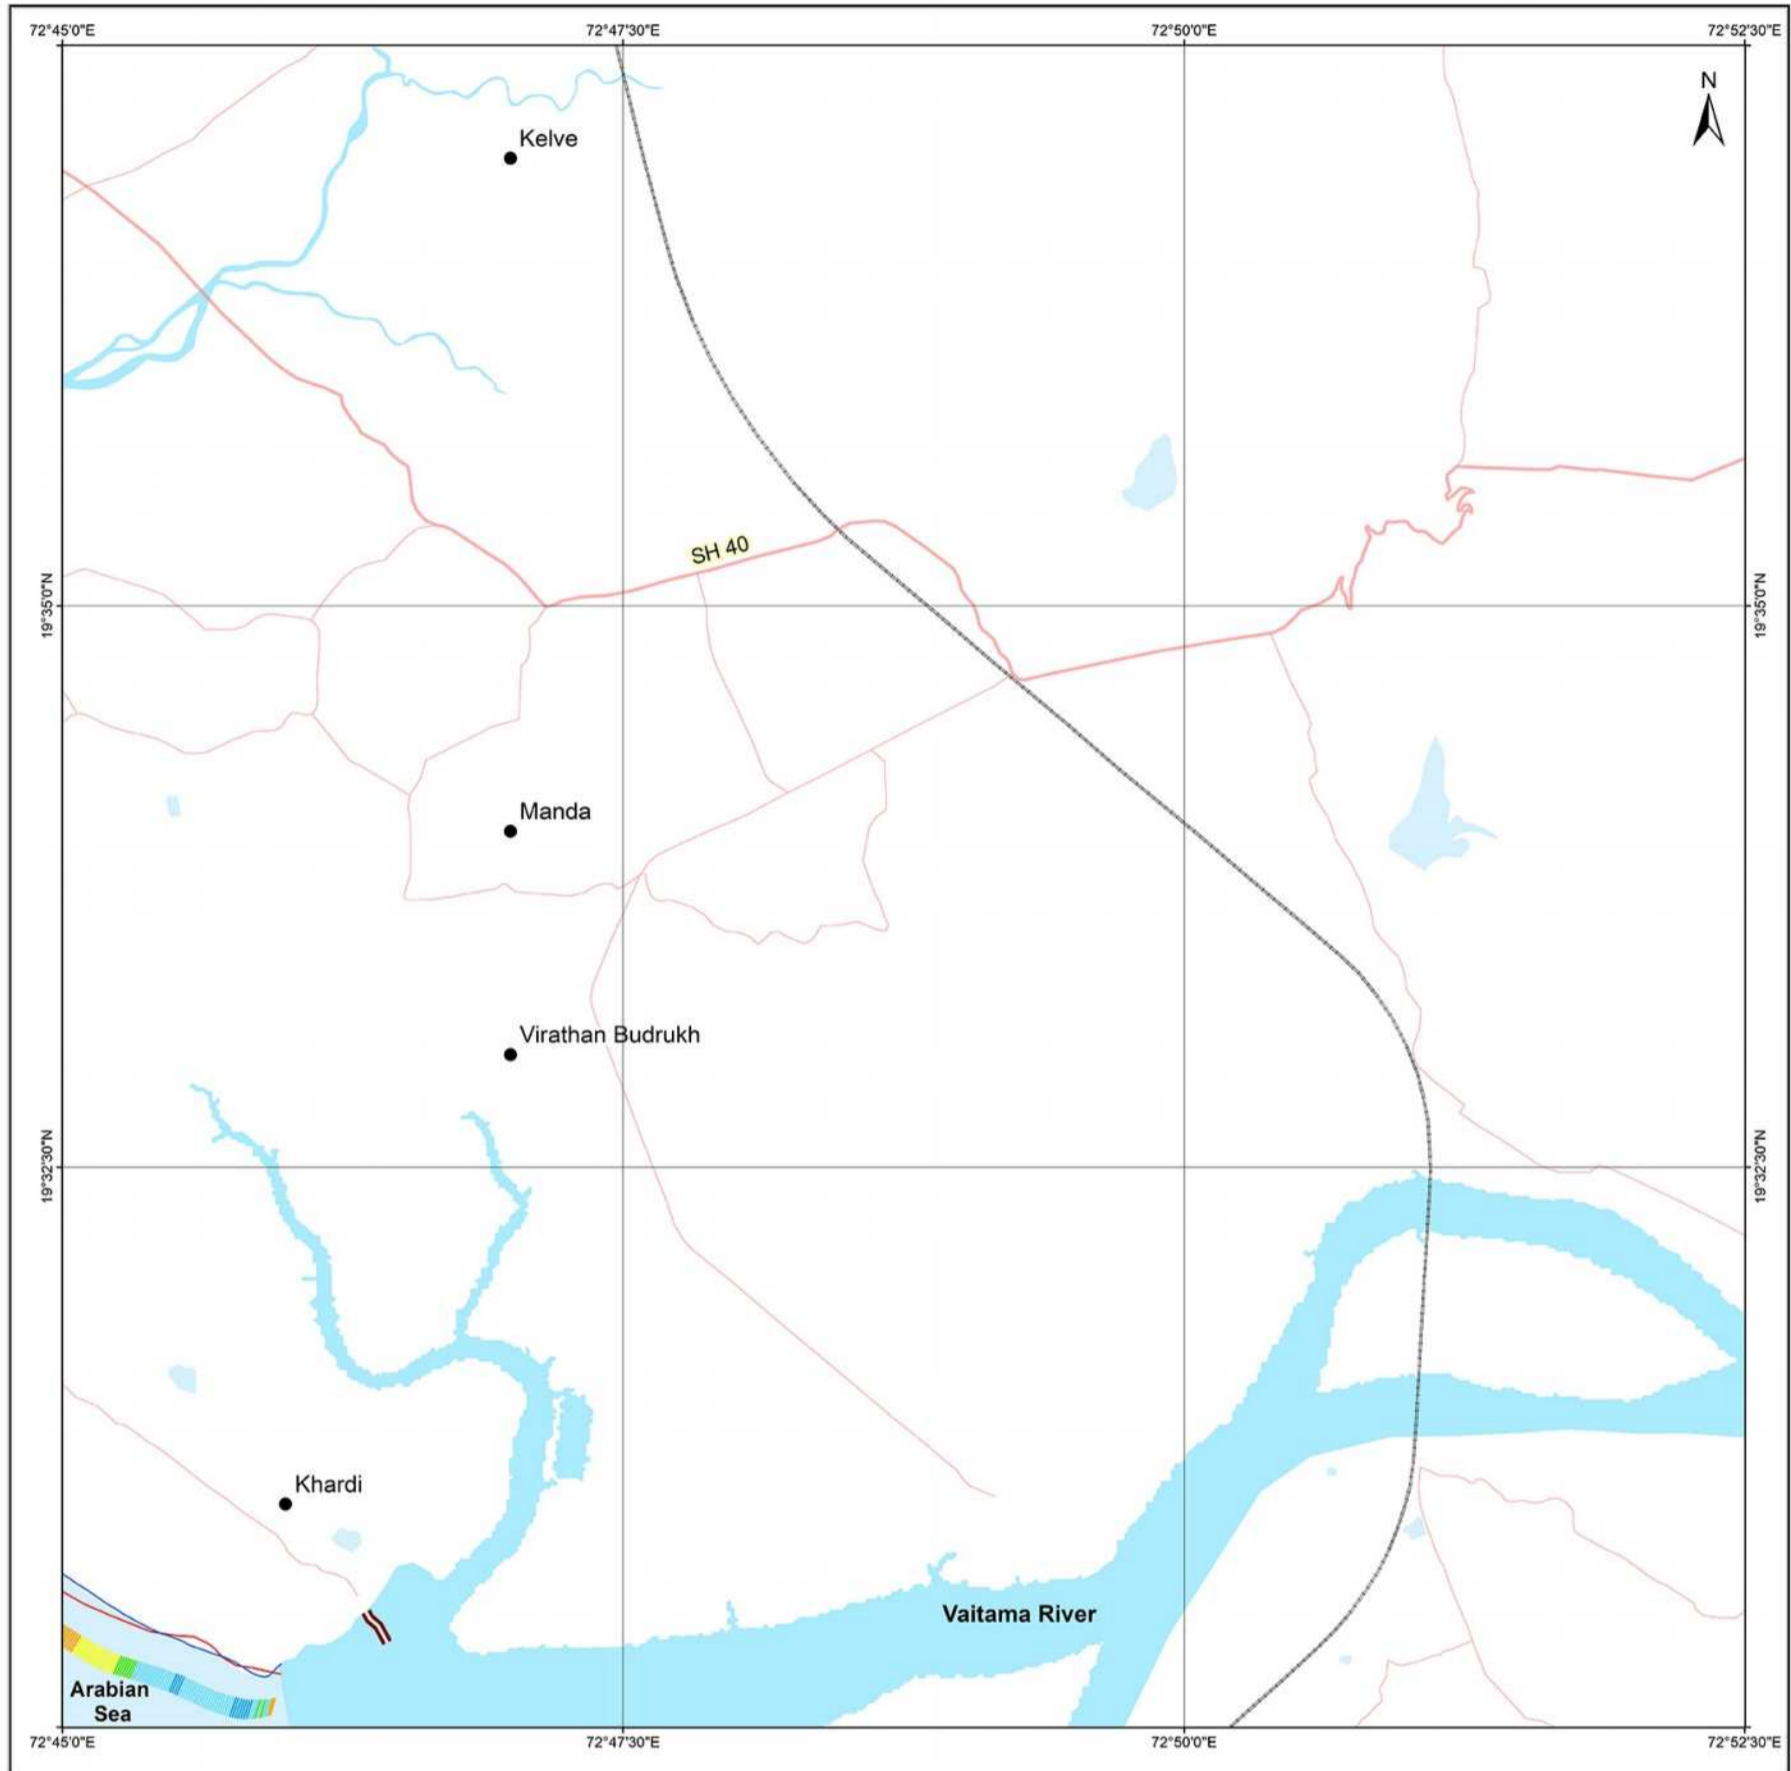 72°45'0"E
72°47'30"E
72°50'0"E
72°52'30"E
N
Kelve
SH 40
19°35'0"N
19°35'0"N
Manda
Virathan Budrukh
19°32'30"N
19°32'30"N
Khardi
Vaitama River
Arabian
Sea
72°45'0"E
72°47'30"E
72°50'0"E
72°52'30"E